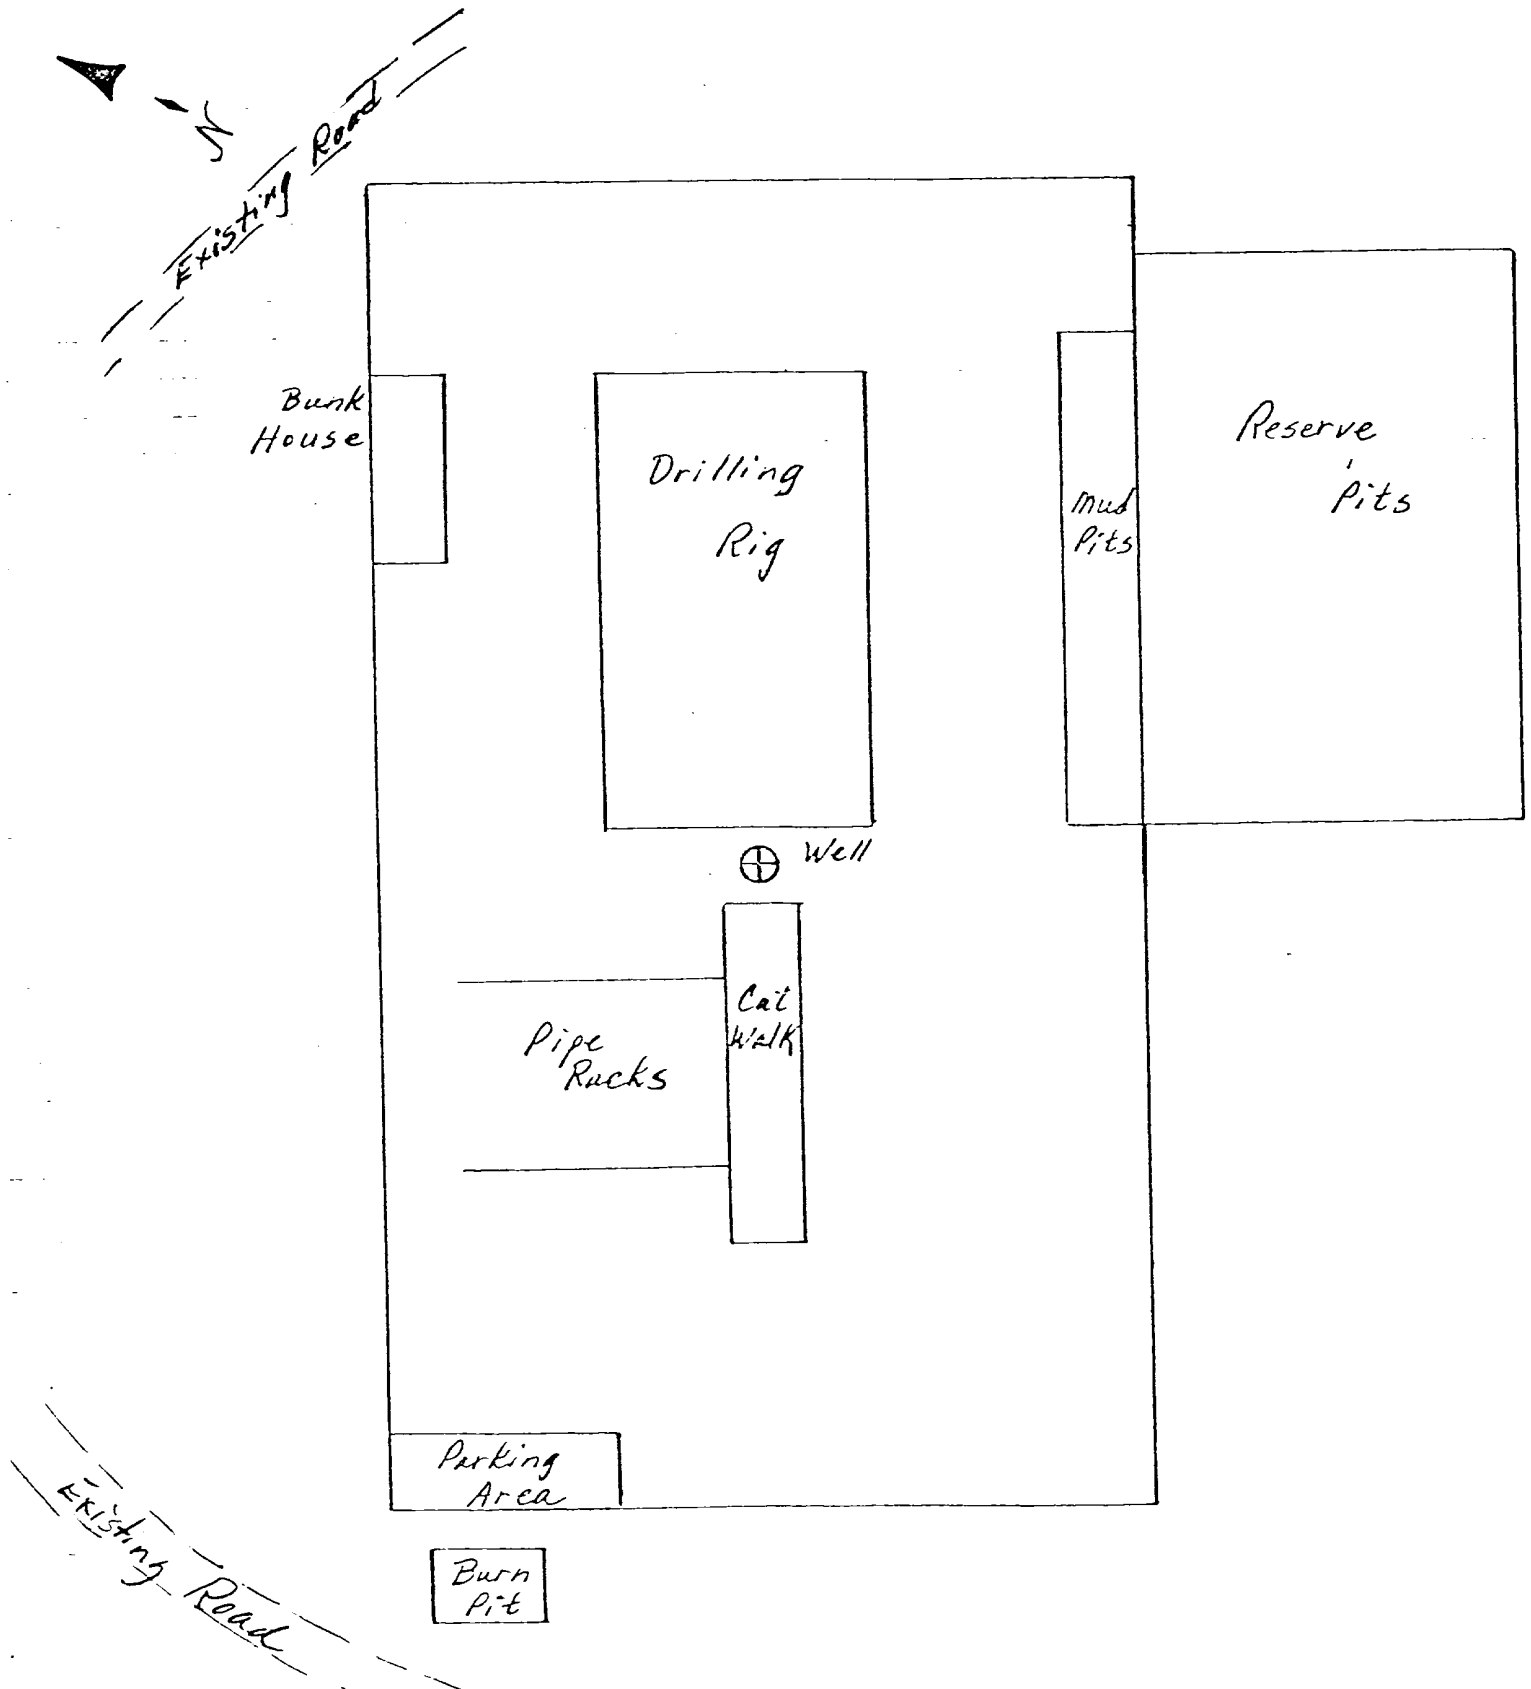 N
Existing Road
Bunk
House
Drilling
Rig
Mud
Pits
Reserve
Pits
Well
Cat
Walk
Pipe
Racks
Parking
Area
Existing Road
Burn
Pit